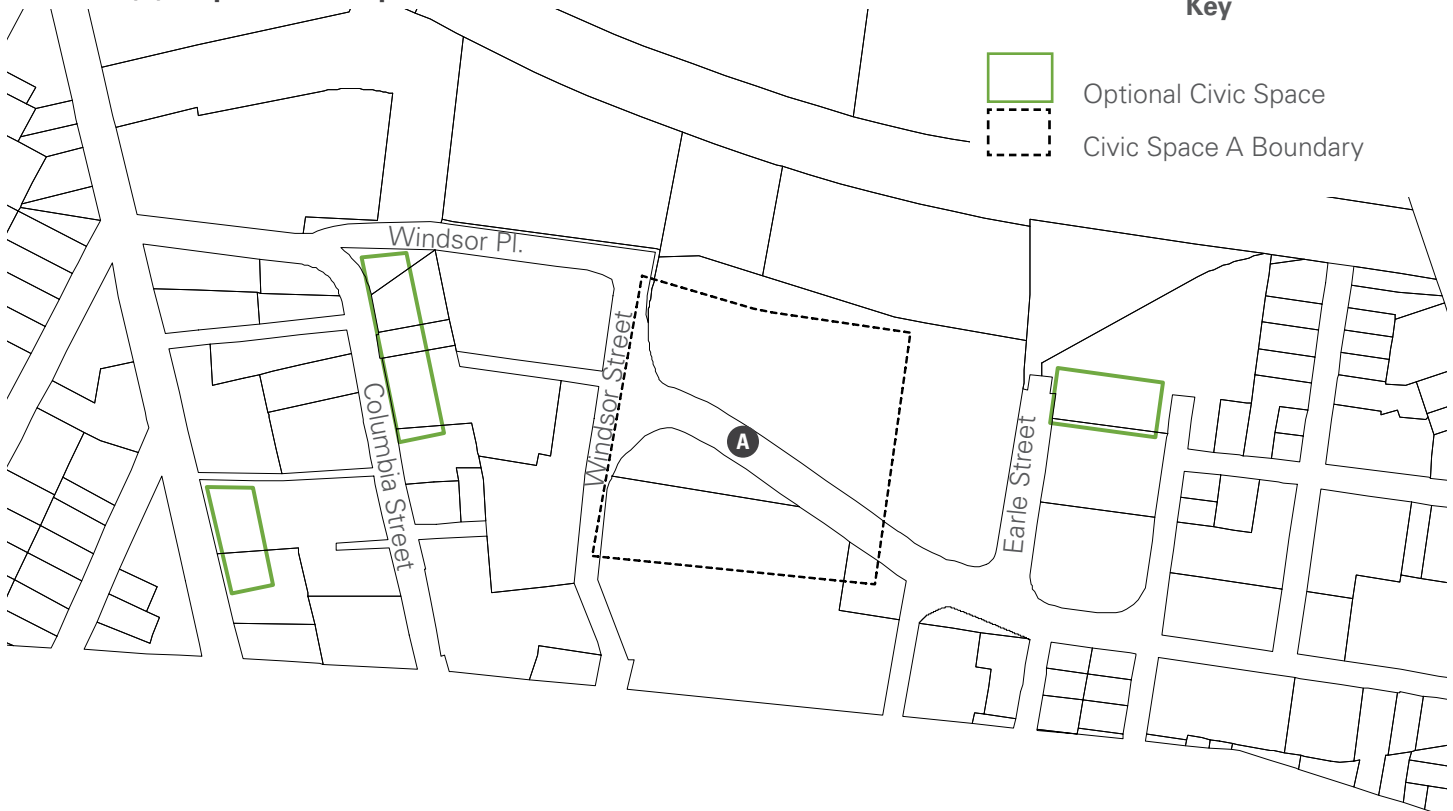 Key
Optional Civic Space
Civic Space A Boundary
Windsor Pl.
Windsor Street
Columbia Street
A
Earle Street